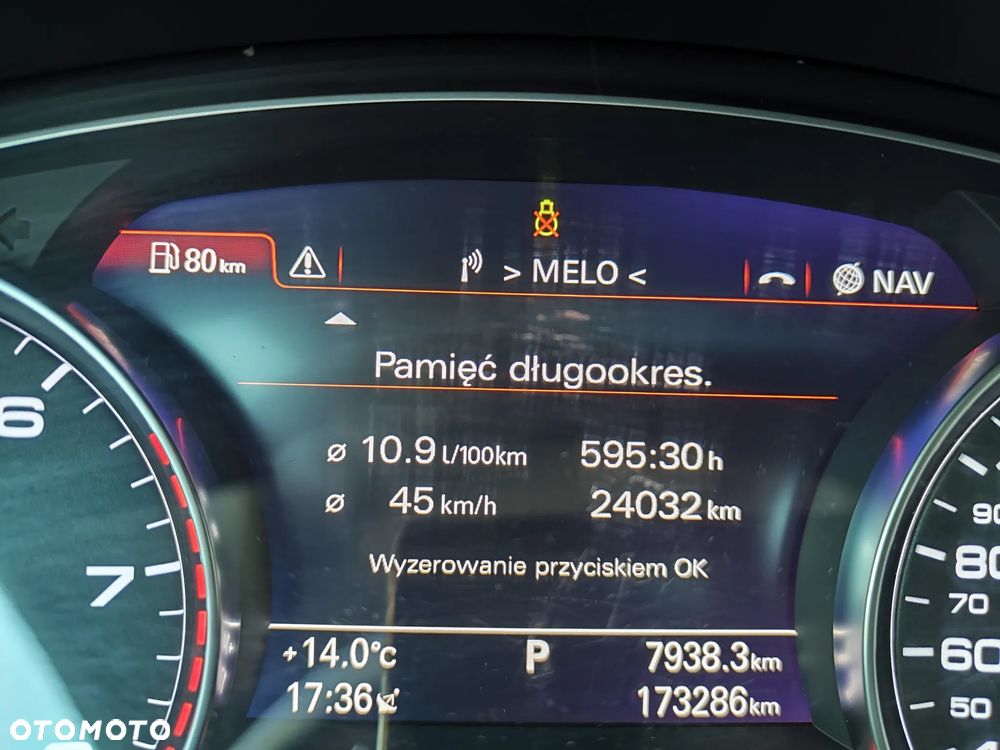 80 km
> MELO <
NAV
Pamięć długookres.
ø 10.9 l/100km 595:30 h
ø 45 km/h 24032 km
Wyzerowanie przyciskiem OK
+14.0°C P 7938.3 km
17:36 173286 km
6
7
80
70
60
50
OTOMOTO